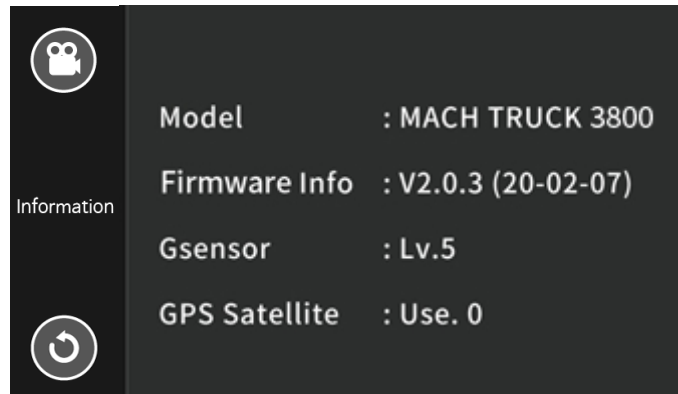 Information
Model : MACH TRUCK 3800
Firmware Info : V2.0.3 (20-02-07)
Gsensor : Lv.5
GPS Satellite : Use. 0